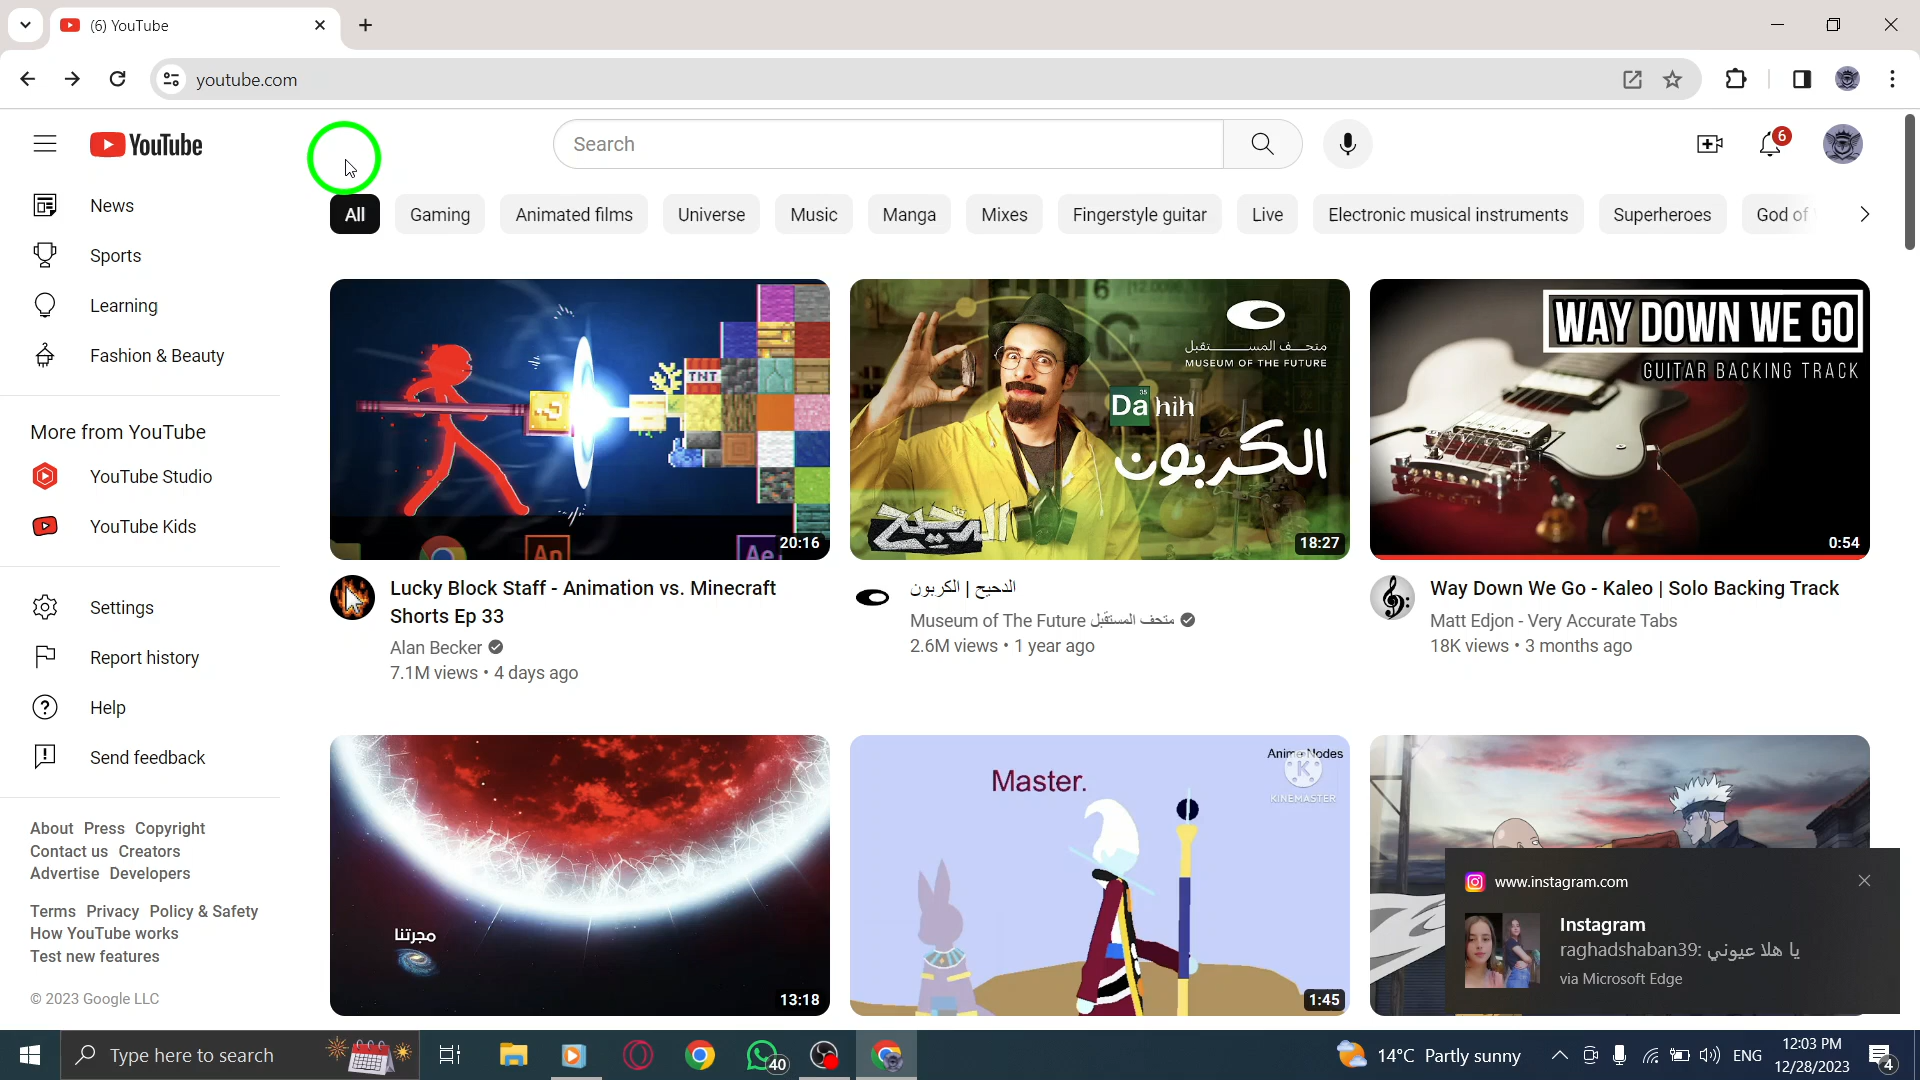 (6) YouTube
youtube.com
YouTube
Search
6
News
Sports
Learning
Fashion & Beauty
More from YouTube
YouTube Studio
YouTube Kids
Settings
Report history
Help
Send feedback
About Press Copyright
Contact us Creators
Advertise Developers
Terms Privacy Policy & Safety
How YouTube works
Test new features
© 2023 Google LLC
All Gaming Animated films Universe Music Manga Mixes Fingerstyle guitar Live Electronic musical instruments Superheroes God of
TNT
An
Ae
20:16
Lucky Block Staff - Animation vs. Minecraft
Shorts Ep 33
Alan Becker
7.1M views • 4 days ago
متحف المستقبل
MUSEUM OF THE FUTURE
35
Da hih
الكربون
الدحيح
18:27
الدحيح | الكربون
Museum of The Future متحف المستقبل
2.6M views • 1 year ago
WAY DOWN WE GO
GUITAR BACKING TRACK
0:54
Way Down We Go - Kaleo | Solo Backing Track
Matt Edjon - Very Accurate Tabs
18K views • 3 months ago
مجرتنا
13:18
Master.
Anime Nodes
K
KINEMASTER
1:45
www.instagram.com
Instagram
raghadshaban39: يا هلا عيوني
via Microsoft Edge
Type here to search
40
14°C Partly sunny
ENG
12:03 PM
12/28/2023
4